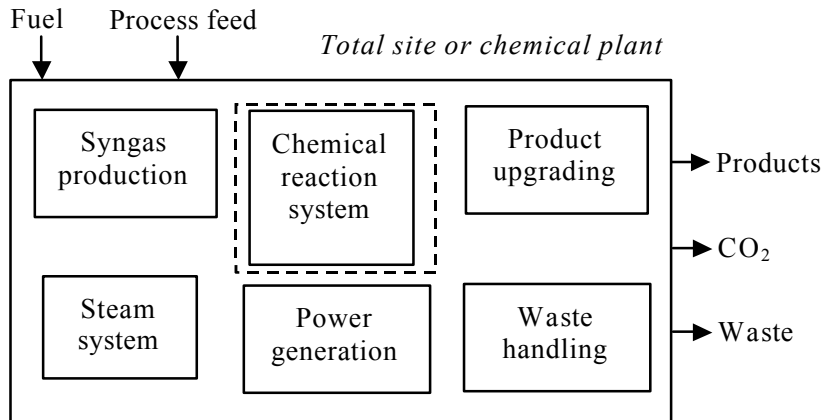 Fuel
Process feed
Total site or chemical plant
Syngas
production
Chemical
reaction
system
Product
upgrading
Products
CO₂
Steam
system
Power
generation
Waste
handling
Waste